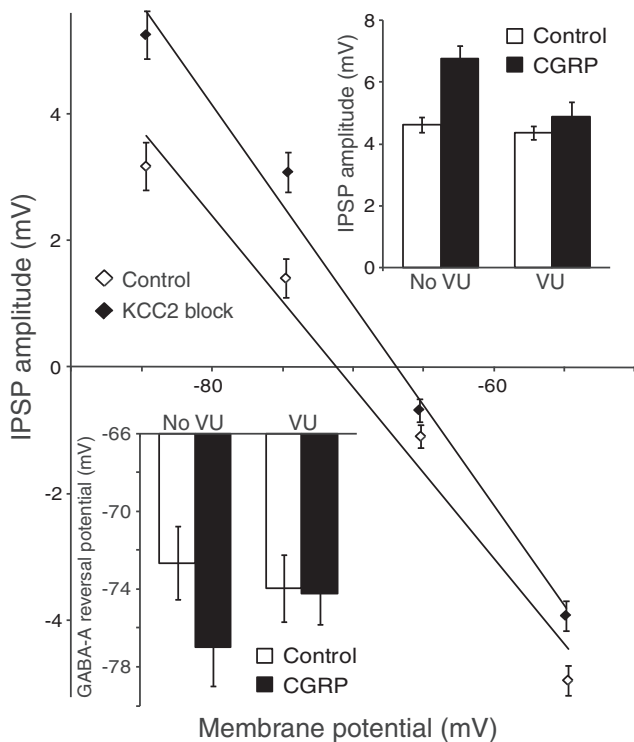 IPSP amplitude (mV)
4
2
0
-2
-4
-80
-60
Membrane potential (mV)
Control
KCC2 block
IPSP amplitude (mV)
8
6
4
2
0
Control
CGRP
No VU
VU
GABA-A reversal potential (mV)
-66
-70
-74
-78
No VU
VU
Control
CGRP